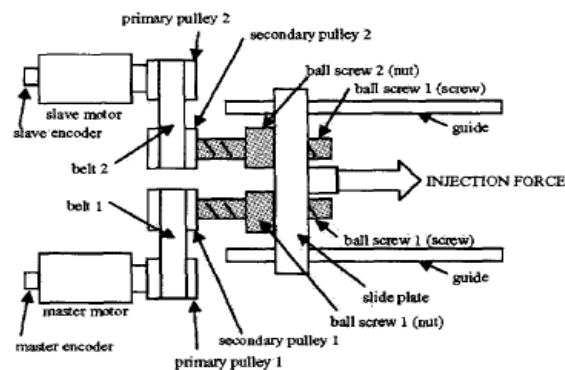 primary pulley 2
secondary pulley 2
ball screw 2 (nut)
ball screw 1 (screw)
slave motor
slave encoder
guide
belt 2
INJECTION FORCE
belt 1
ball screw 1 (screw)
guide
slide plate
master motor
ball screw 1 (nut)
secondary pulley 1
master encoder
primary pulley 1